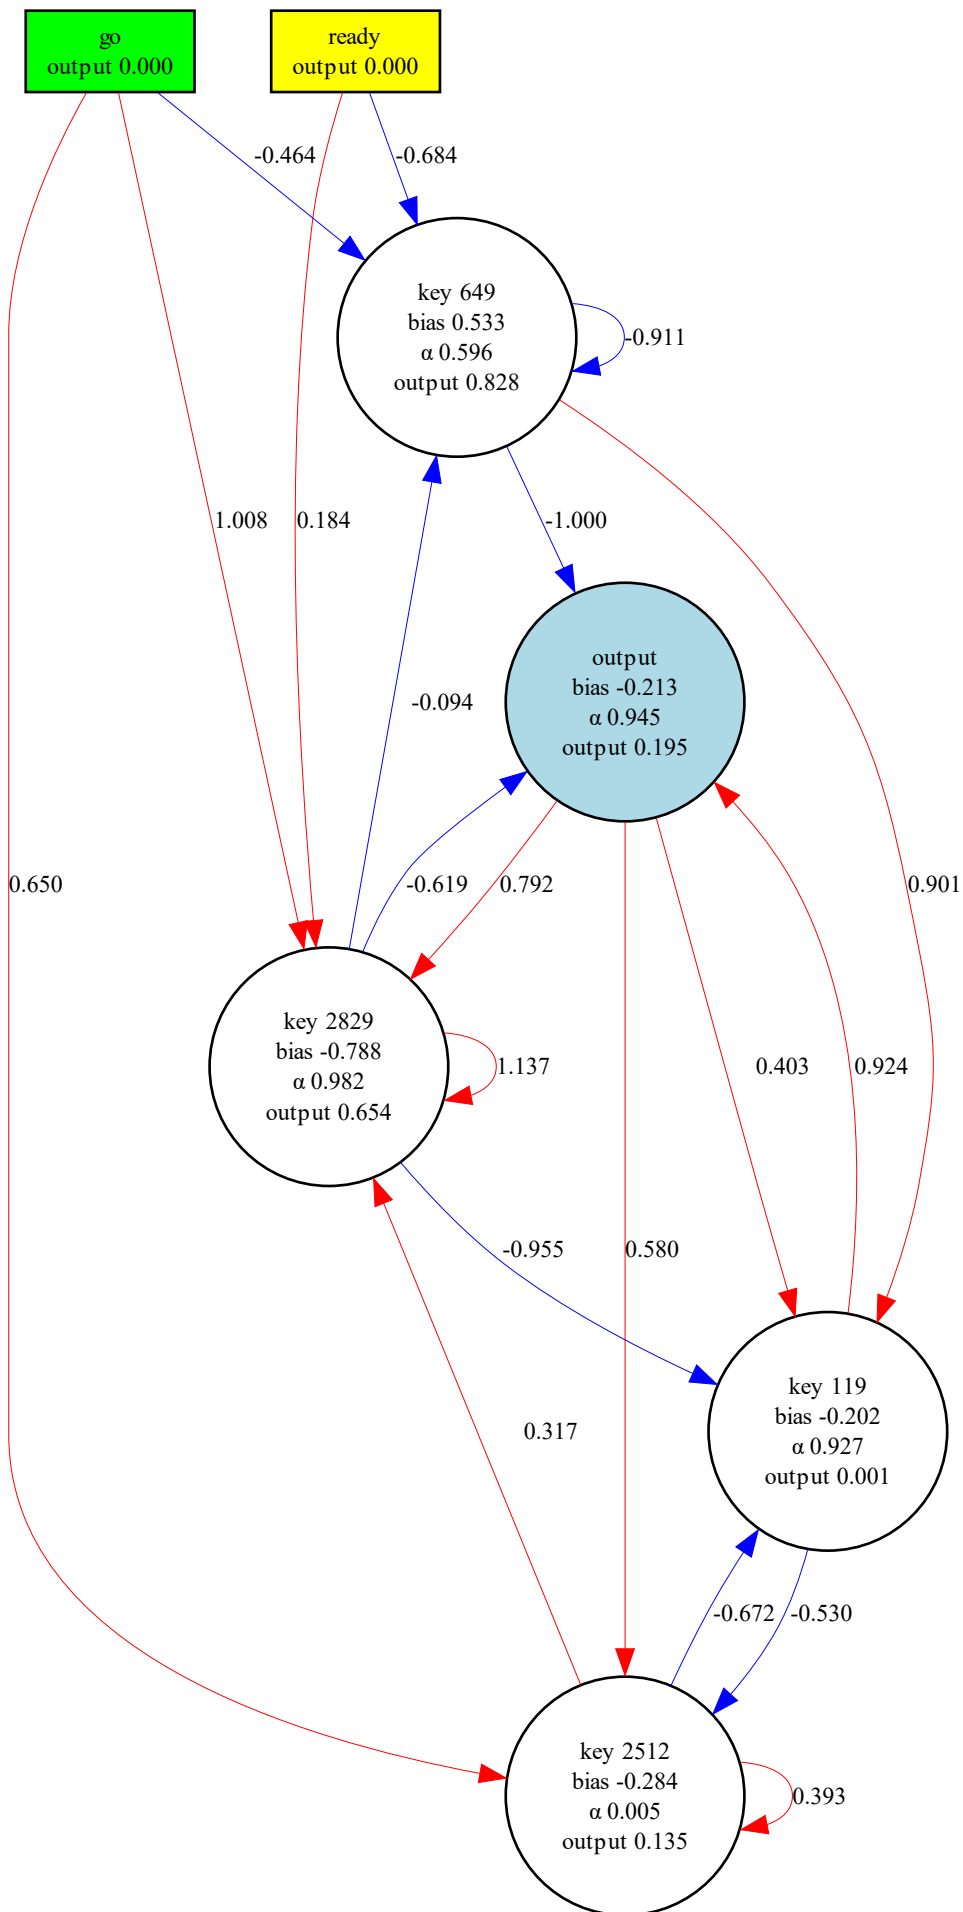 go
output 0.000
ready
output 0.000
-0.464
-0.684
key 649
bias 0.533
α 0.596
output 0.828
-0.911
1.008
0.184
-1.000
output
bias -0.213
α 0.945
output 0.195
-0.094
0.650
-0.619
0.792
0.901
key 2829
bias -0.788
α 0.982
output 0.654
1.137
0.403
0.924
-0.955
0.580
key 119
bias -0.202
α 0.927
output 0.001
0.317
-0.672
-0.530
key 2512
bias -0.284
α 0.005
output 0.135
0.393